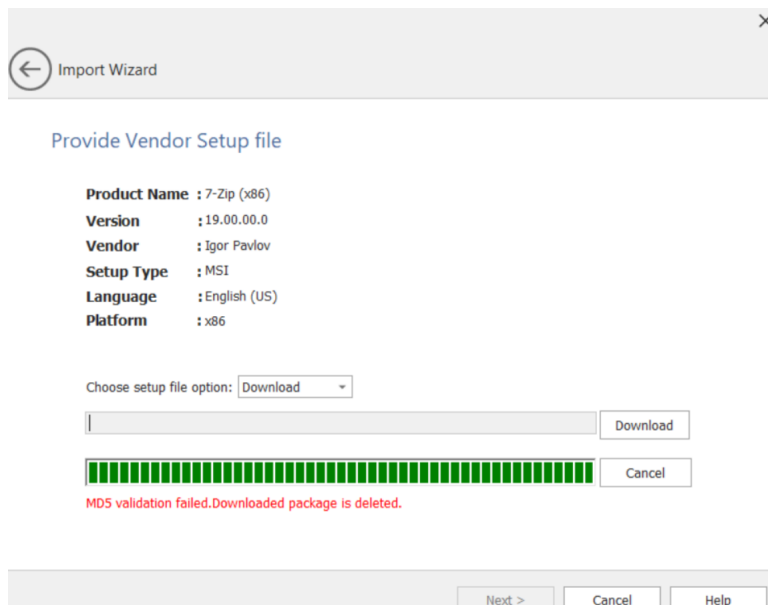 Import Wizard
Provide Vendor Setup file
Product Name : 7-Zip (x86)
Version : 19.00.00.0
Vendor : Igor Pavlov
Setup Type : MSI
Language : English (US)
Platform : x86
Choose setup file option: Download
Download
Cancel
MD5 validation failed.Downloaded package is deleted.
Next > Cancel Help